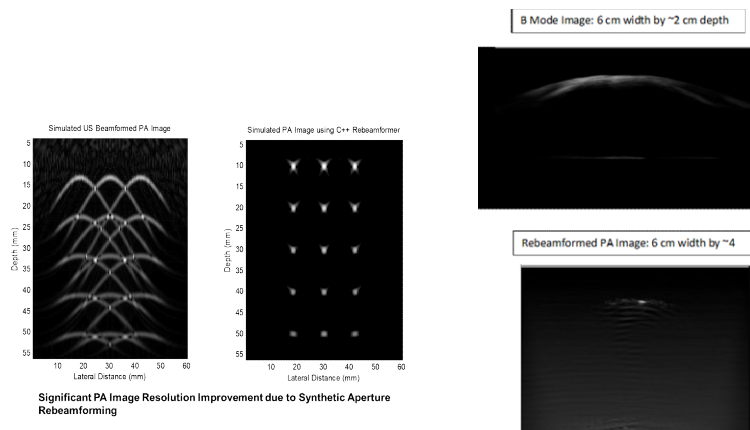 B Mode Image: 6 cm width by ~2 cm depth
Simulated US Beamformed PA Image
Depth (mm)
5
10
15
20
25
30
35
40
45
50
55
10 20 30 40 50 60
Lateral Distance (mm)
Simulated PA Image using C++ Rebeamformer
Depth (mm)
5
10
15
20
25
30
35
40
45
50
55
10 20 30 40 50 60
Lateral Distance (mm)
Rebeamformed PA Image: 6 cm width by ~4
Significant PA Image Resolution Improvement due to Synthetic Aperture
Rebeamforming